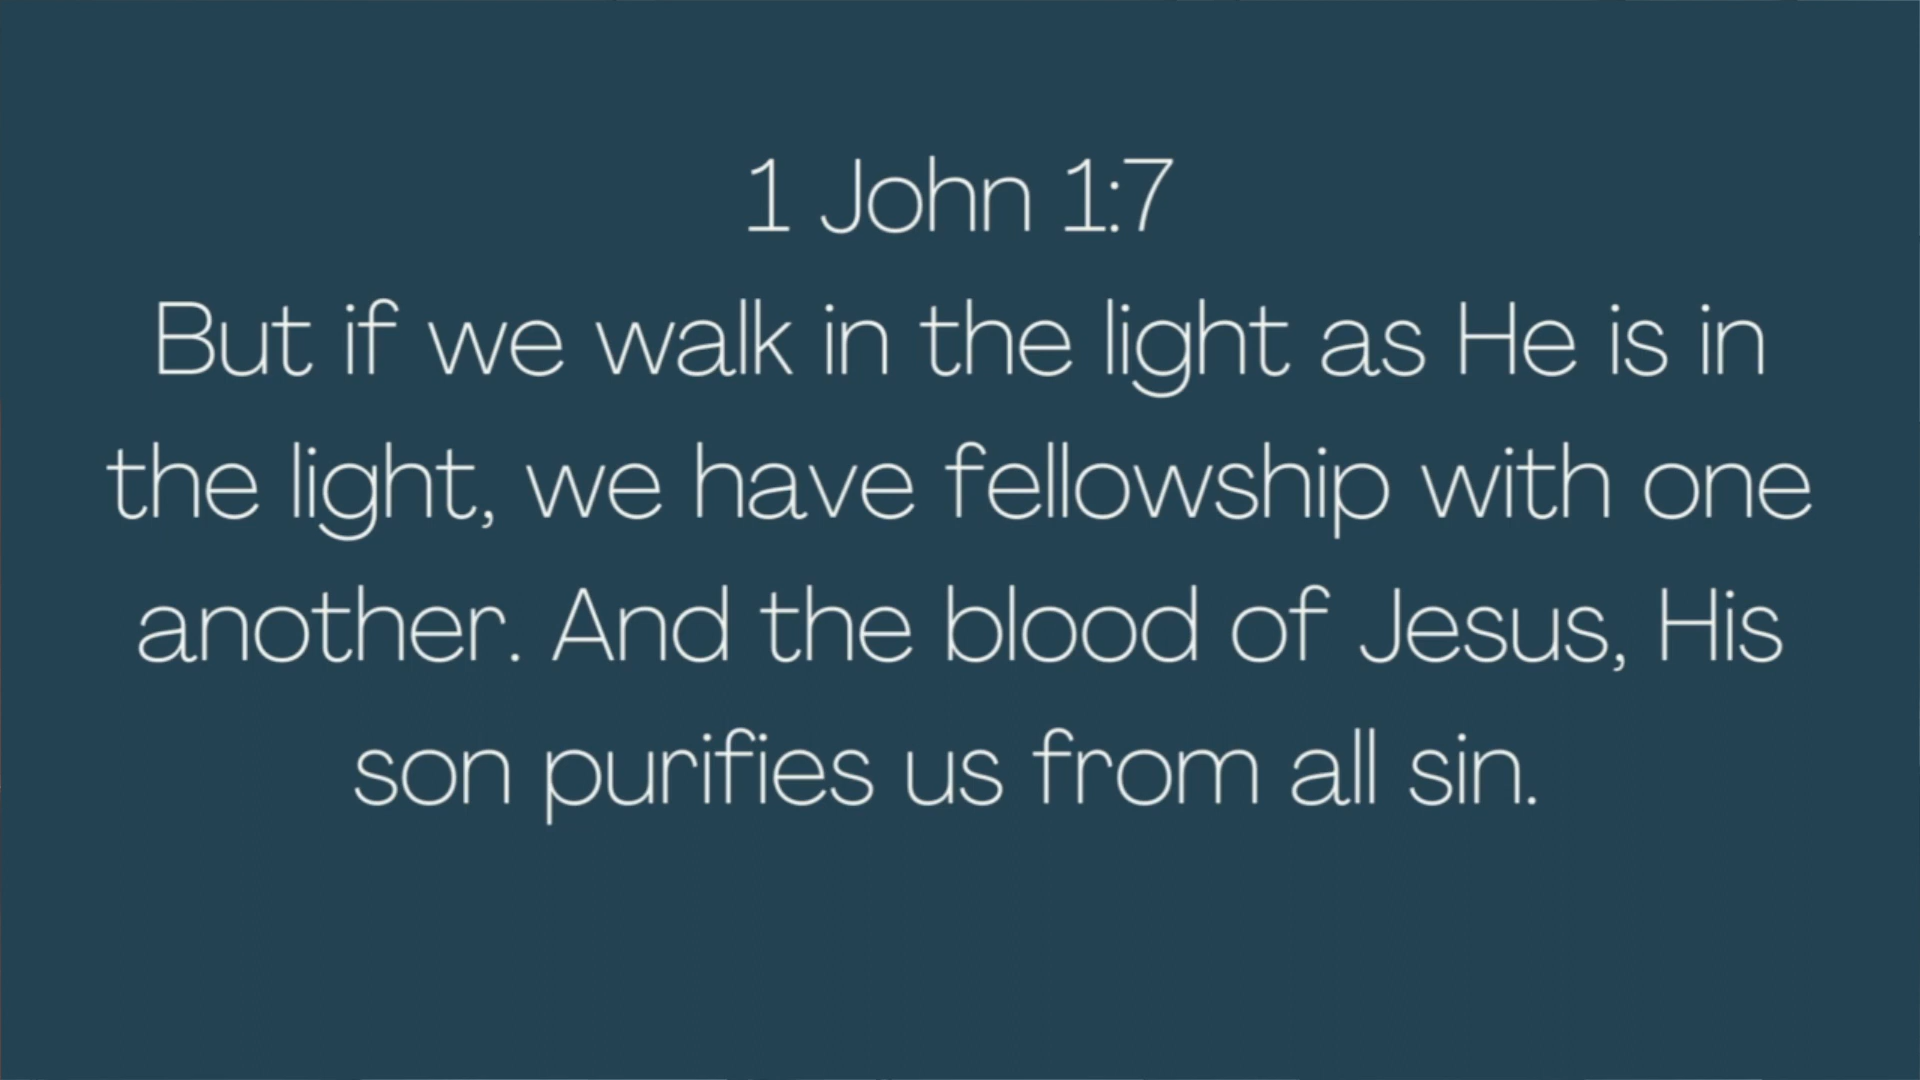 1 John 1:7
But if we walk in the light as He is in
the light, we have fellowship with one
another. And the blood of Jesus, His
son purifies us from all sin.